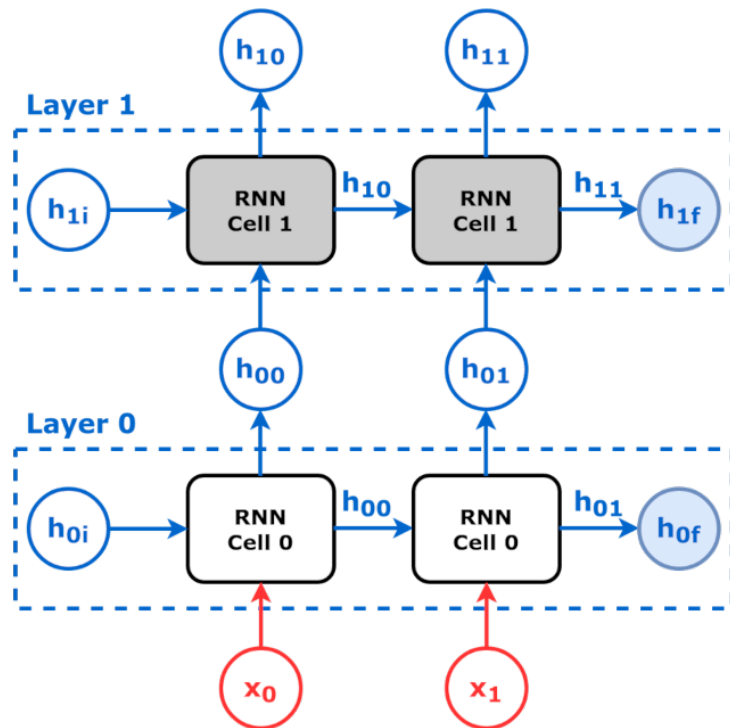 h₁₀ h₁₁
Layer 1
h₁ᵢ RNN Cell 1 h₁₀ RNN Cell 1 h₁₁ h₁f
h₀₀ h₀₁
Layer 0
h₀ᵢ RNN Cell 0 h₀₀ RNN Cell 0 h₀₁ h₀f
x₀ x₁